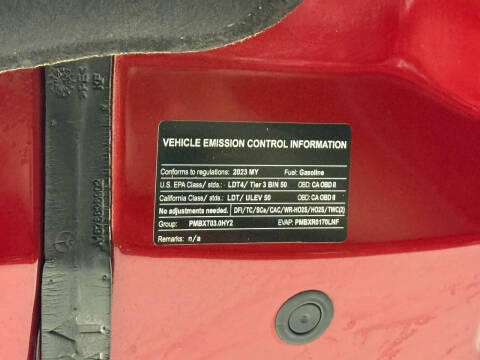 VEHICLE EMISSION CONTROL INFORMATION
Conforms to regulations: 2023 MY Fuel: Gasoline
U.S. EPA Class/ stds.: LDT4/ Tier 3 BIN 50 OBD: CA OBD II
California Class/ stds.: LDT/ ULEV 50 OBD: CA OBD II
No adjustments needed. DFI/TC/SCs/CAC/WR-HO2S/HO2S/TWC(2)
Group: PMBXT03.0HY2 EVAP: PMBXR0170LNF
Remarks: n/a